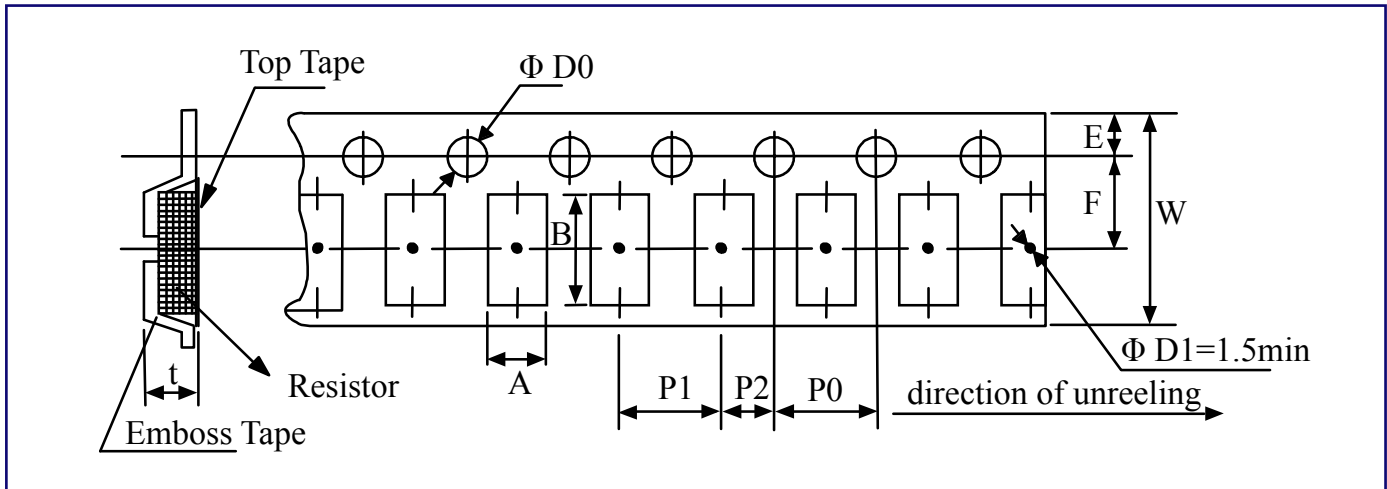 Top Tape
Φ D0
E
F
W
B
Φ D1=1.5min
t
Resistor
A
P1
P2
P0
direction of unreeling
Emboss Tape